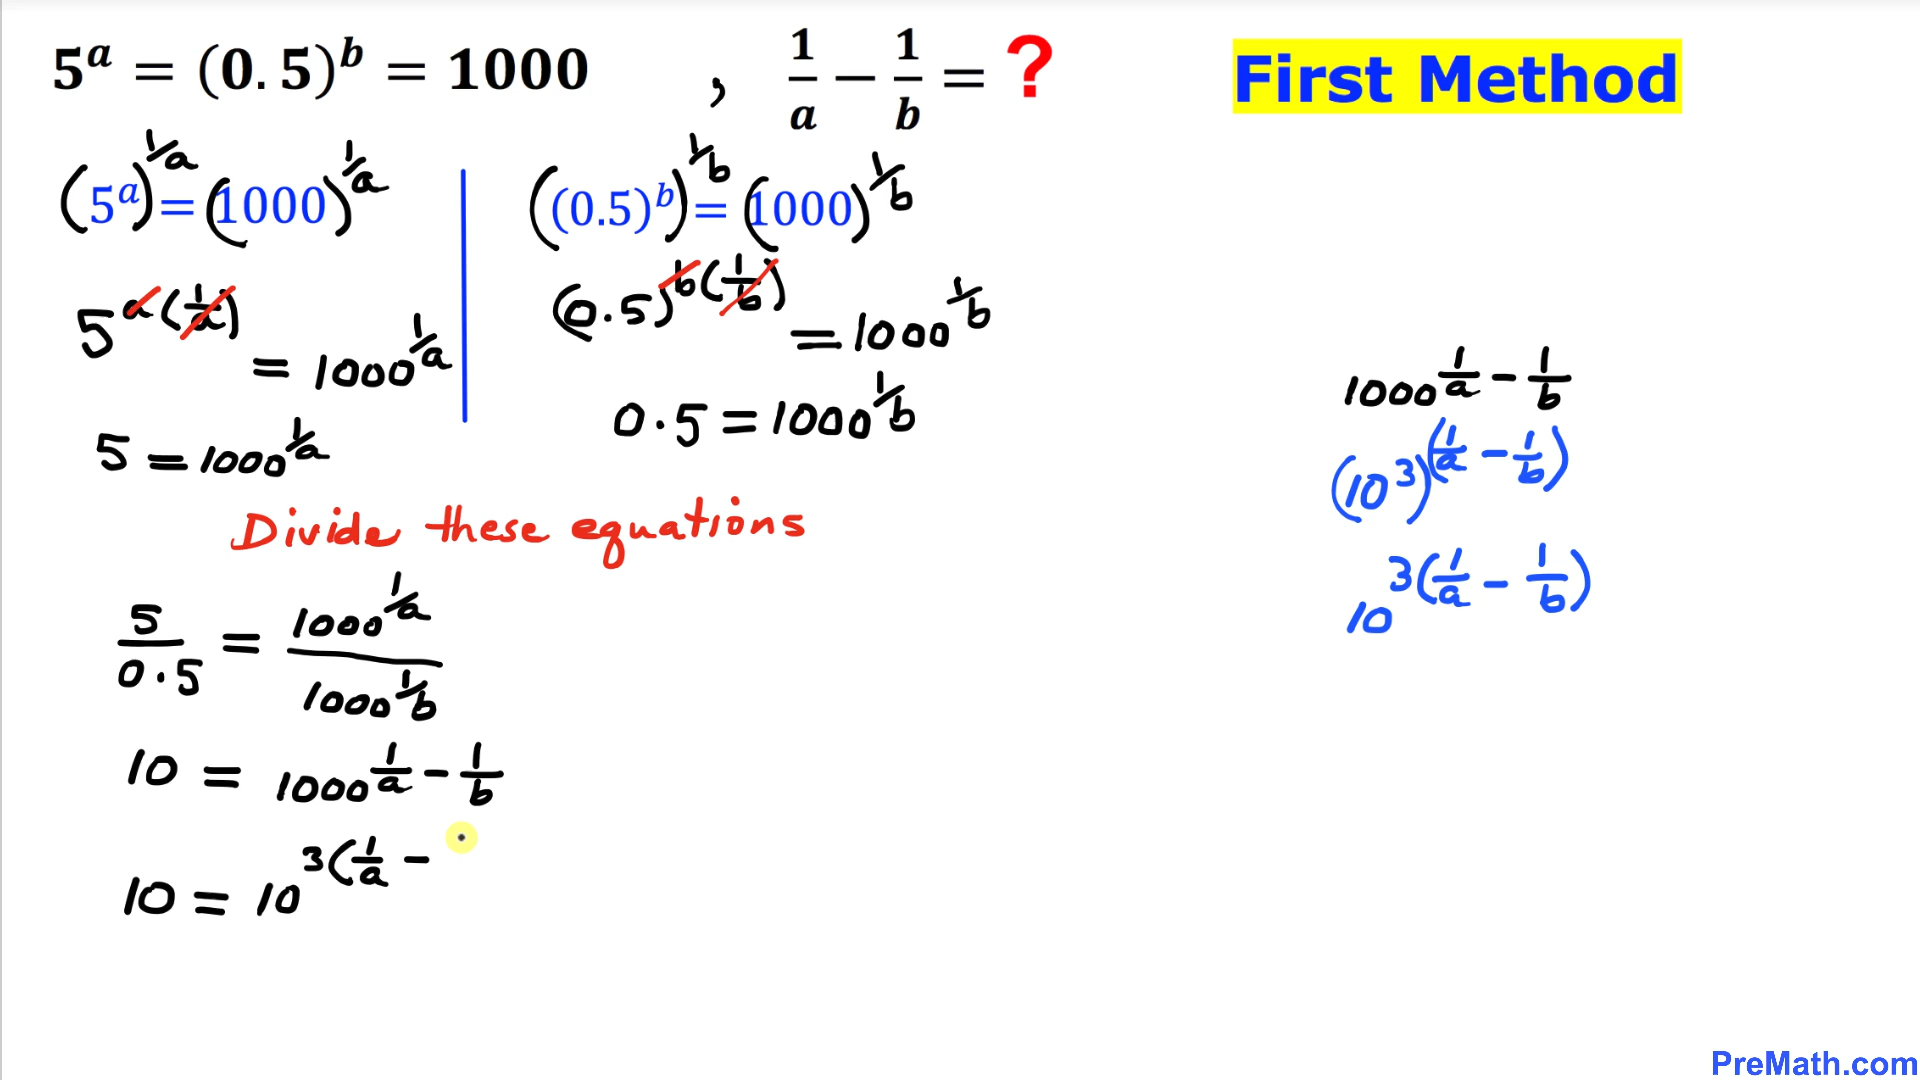 5^a = (0.5)^b = 1000 , 1/a − 1/b = ?
First Method
(5^a)^(1/a) = (1000)^(1/a)
((0.5)^b)^(1/b) = (1000)^(1/b)
5^(a(1/a)) = 1000^(1/a)
(0.5)^(b(1/b)) = 1000^(1/b)
5 = 1000^(1/a)
0.5 = 1000^(1/b)
Divide these equations
5/0.5 = 1000^(1/a)/1000^(1/b)
10 = 1000^(1/a − 1/b)
10 = 10^(3(1/a −
1000^(1/a − 1/b)
(10^3)^(1/a − 1/b)
10^(3(1/a − 1/b))
PreMath.com